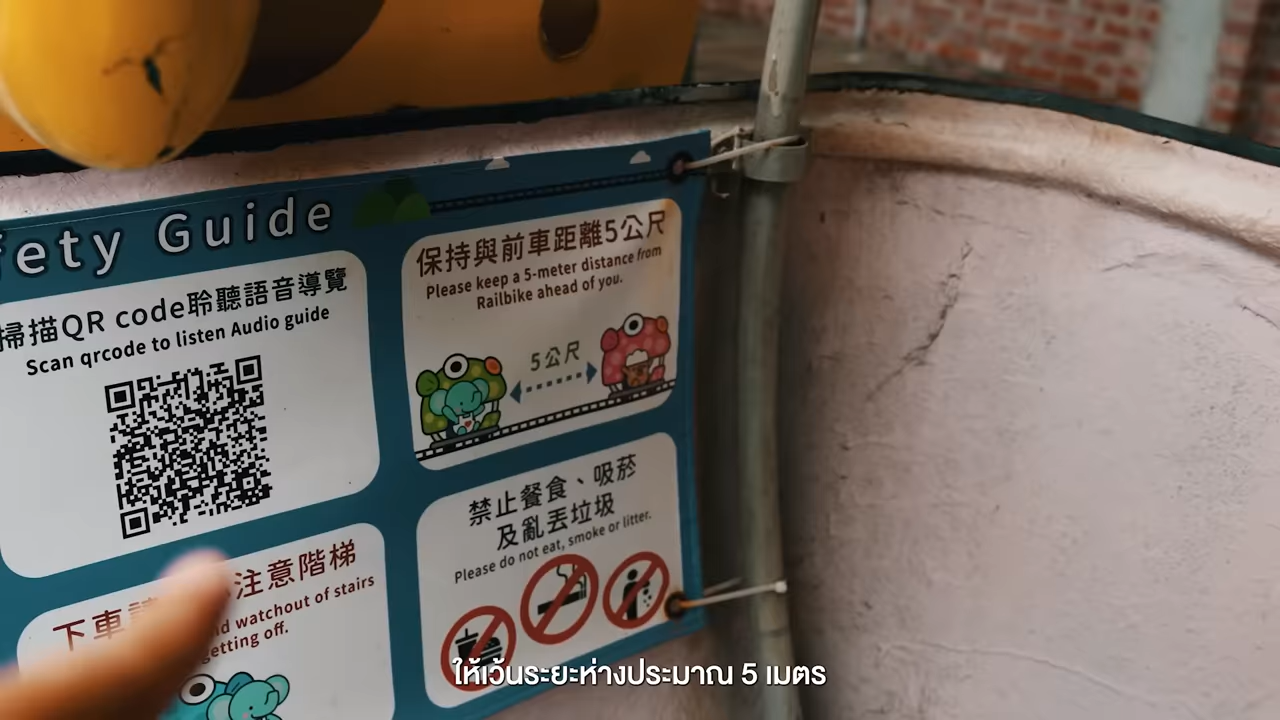 Guide
掃描QR code聆聽語音導覽
Scan qrcode to listen Audio guide
保持與前車距離5公尺
Please keep a 5-meter distance from
Railbike ahead of you.
5公尺
下車 注意階梯
watchout of stairs
getting off.
禁止餐食、吸菸
及亂丟垃圾
Please do not eat, smoke or litter.
ให้เว้นระยะห่างประมาณ 5 เมตร